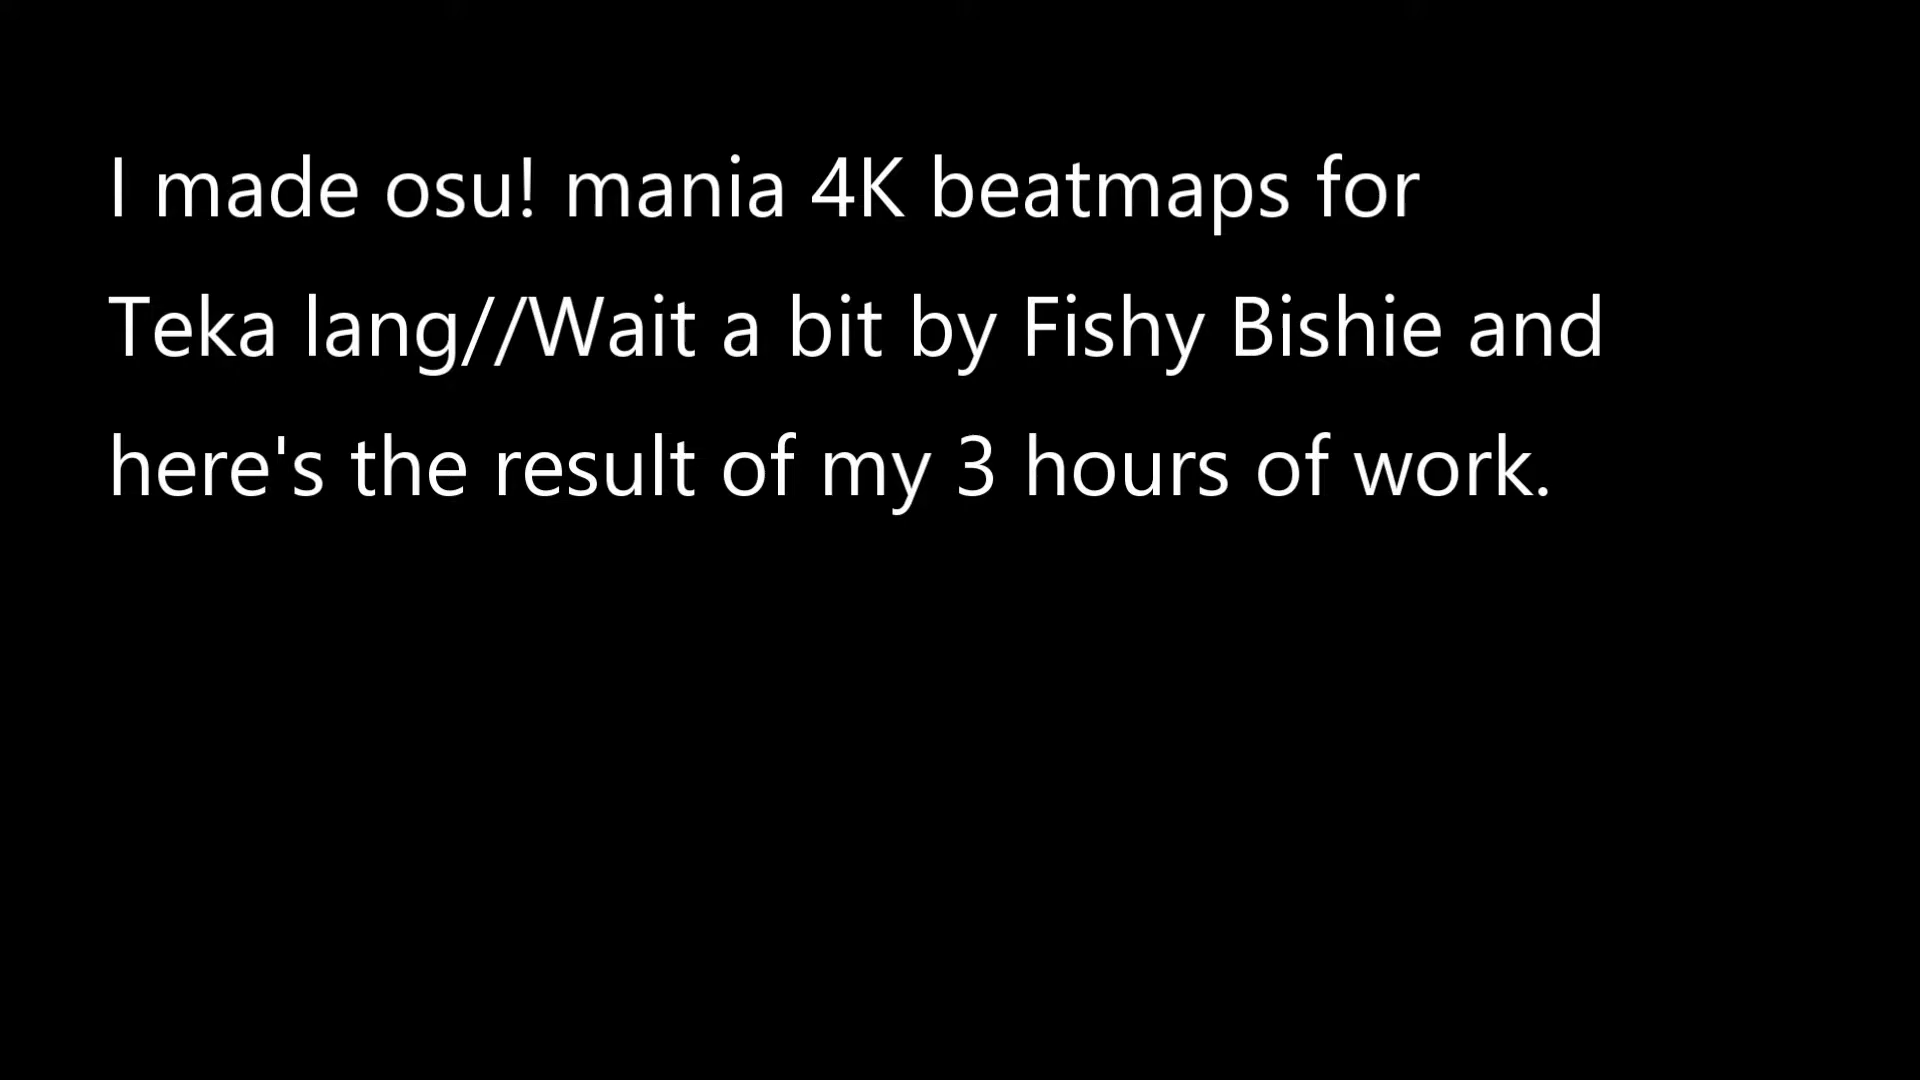 I made osu! mania 4K beatmaps for
Teka lang//Wait a bit by Fishy Bishie and
here's the result of my 3 hours of work.